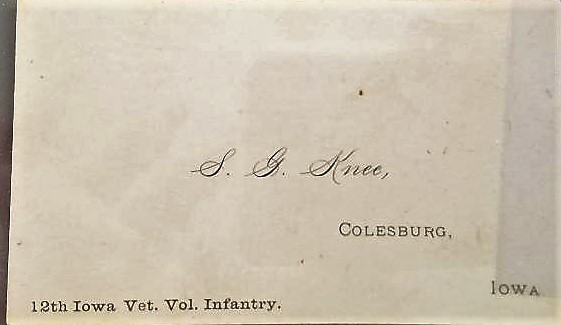 S. G. Knee,
Colesburg,
Iowa
12th Iowa Vet. Vol. Infantry.